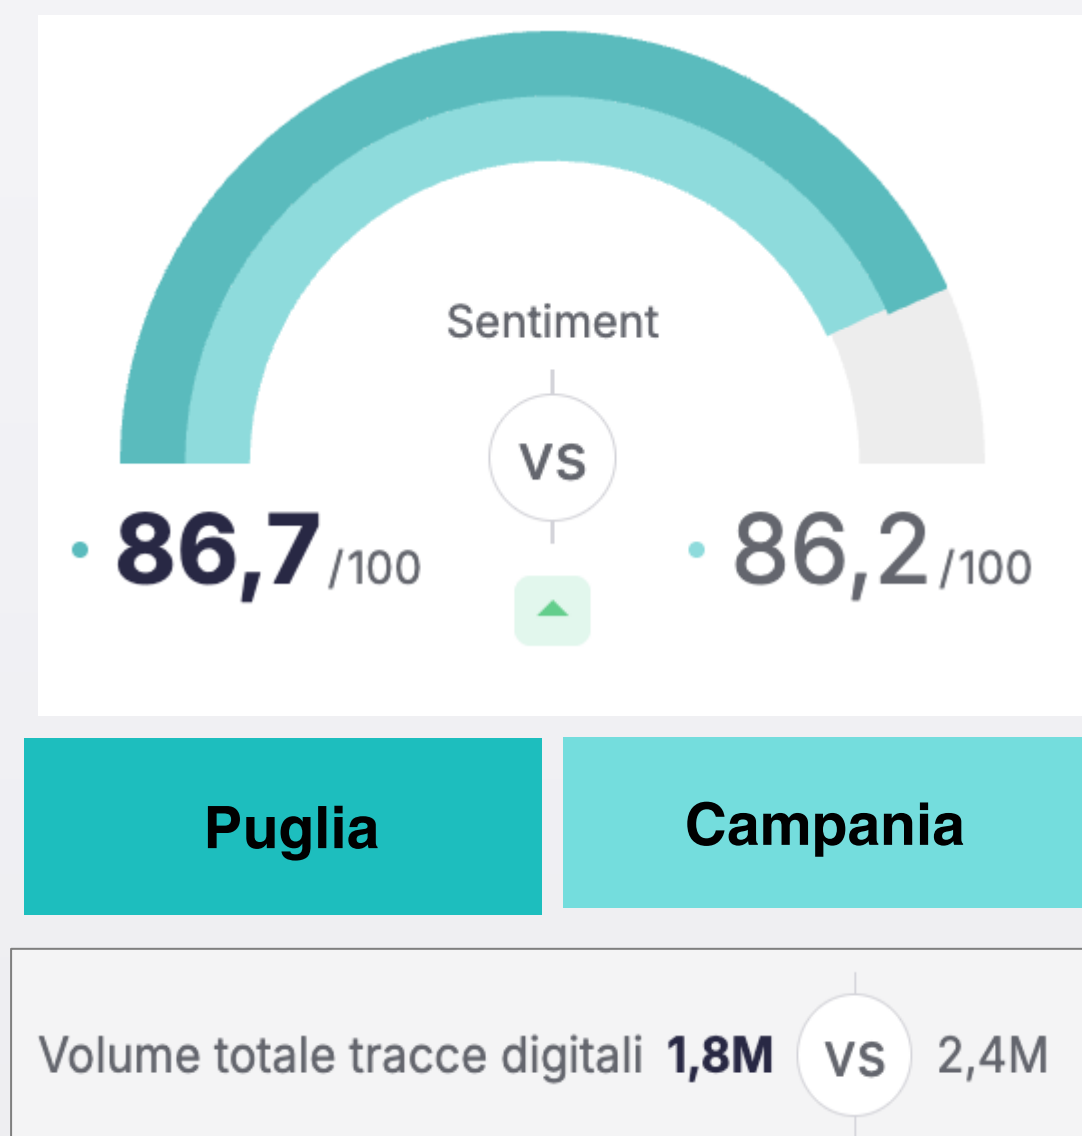 Sentiment
VS
86,7/100
86,2/100
Puglia
Campania
Volume totale tracce digitali 1,8M VS 2,4M